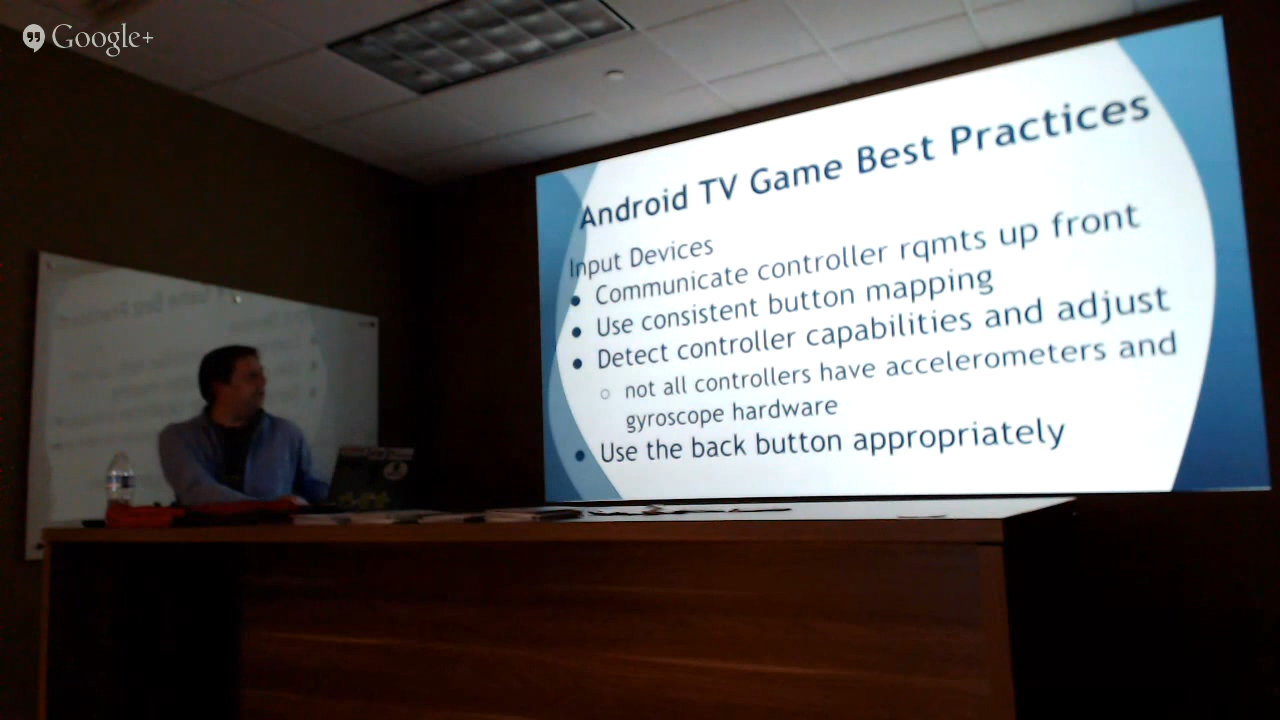 Google+
Android TV Game Best Practices
Input Devices
• Communicate controller rqmts up front
• Use consistent button mapping
• Detect controller capabilities and adjust
○ not all controllers have accelerometers and
gyroscope hardware
• Use the back button appropriately